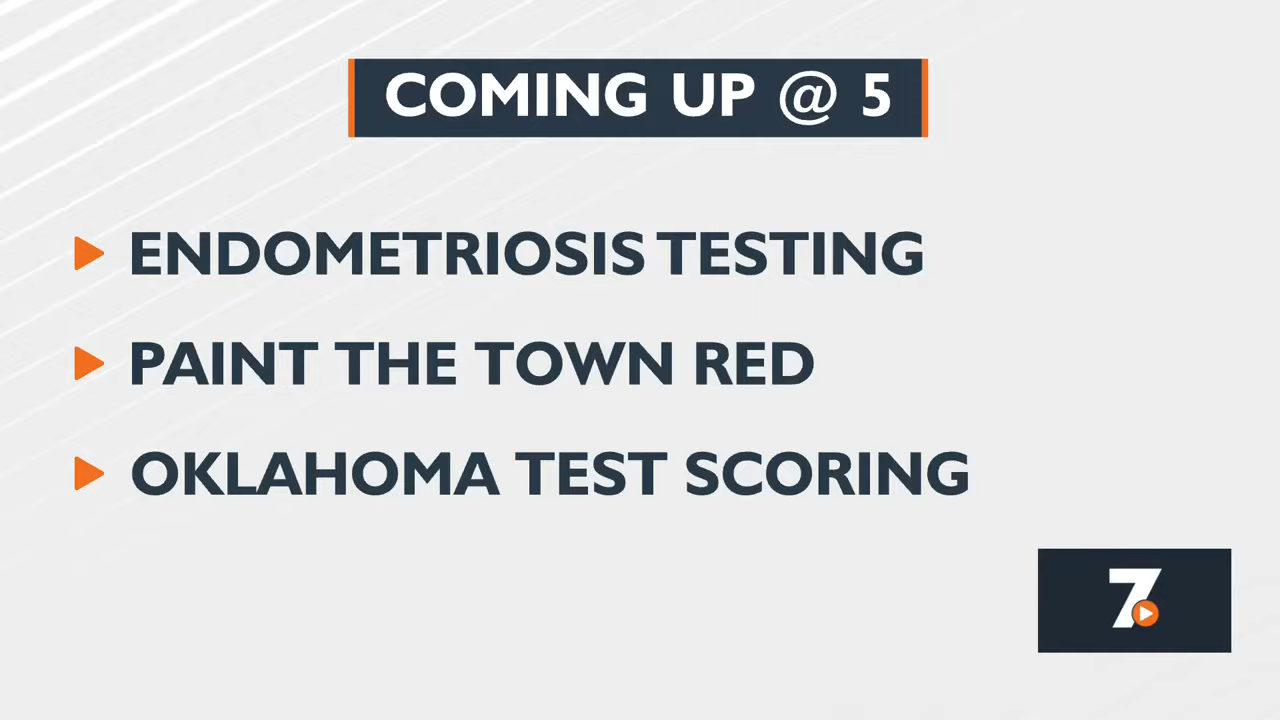 COMING UP @ 5
ENDOMETRIOSIS TESTING
PAINT THE TOWN RED
OKLAHOMA TEST SCORING
7